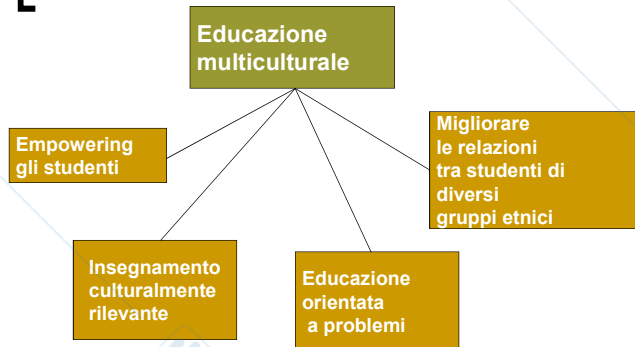 Educazione
multiculturale
Empowering
gli studenti
Migliorare
le relazioni
tra studenti di
diversi
gruppi etnici
Insegnamento
culturalmente
rilevante
Educazione
orientata
a problemi